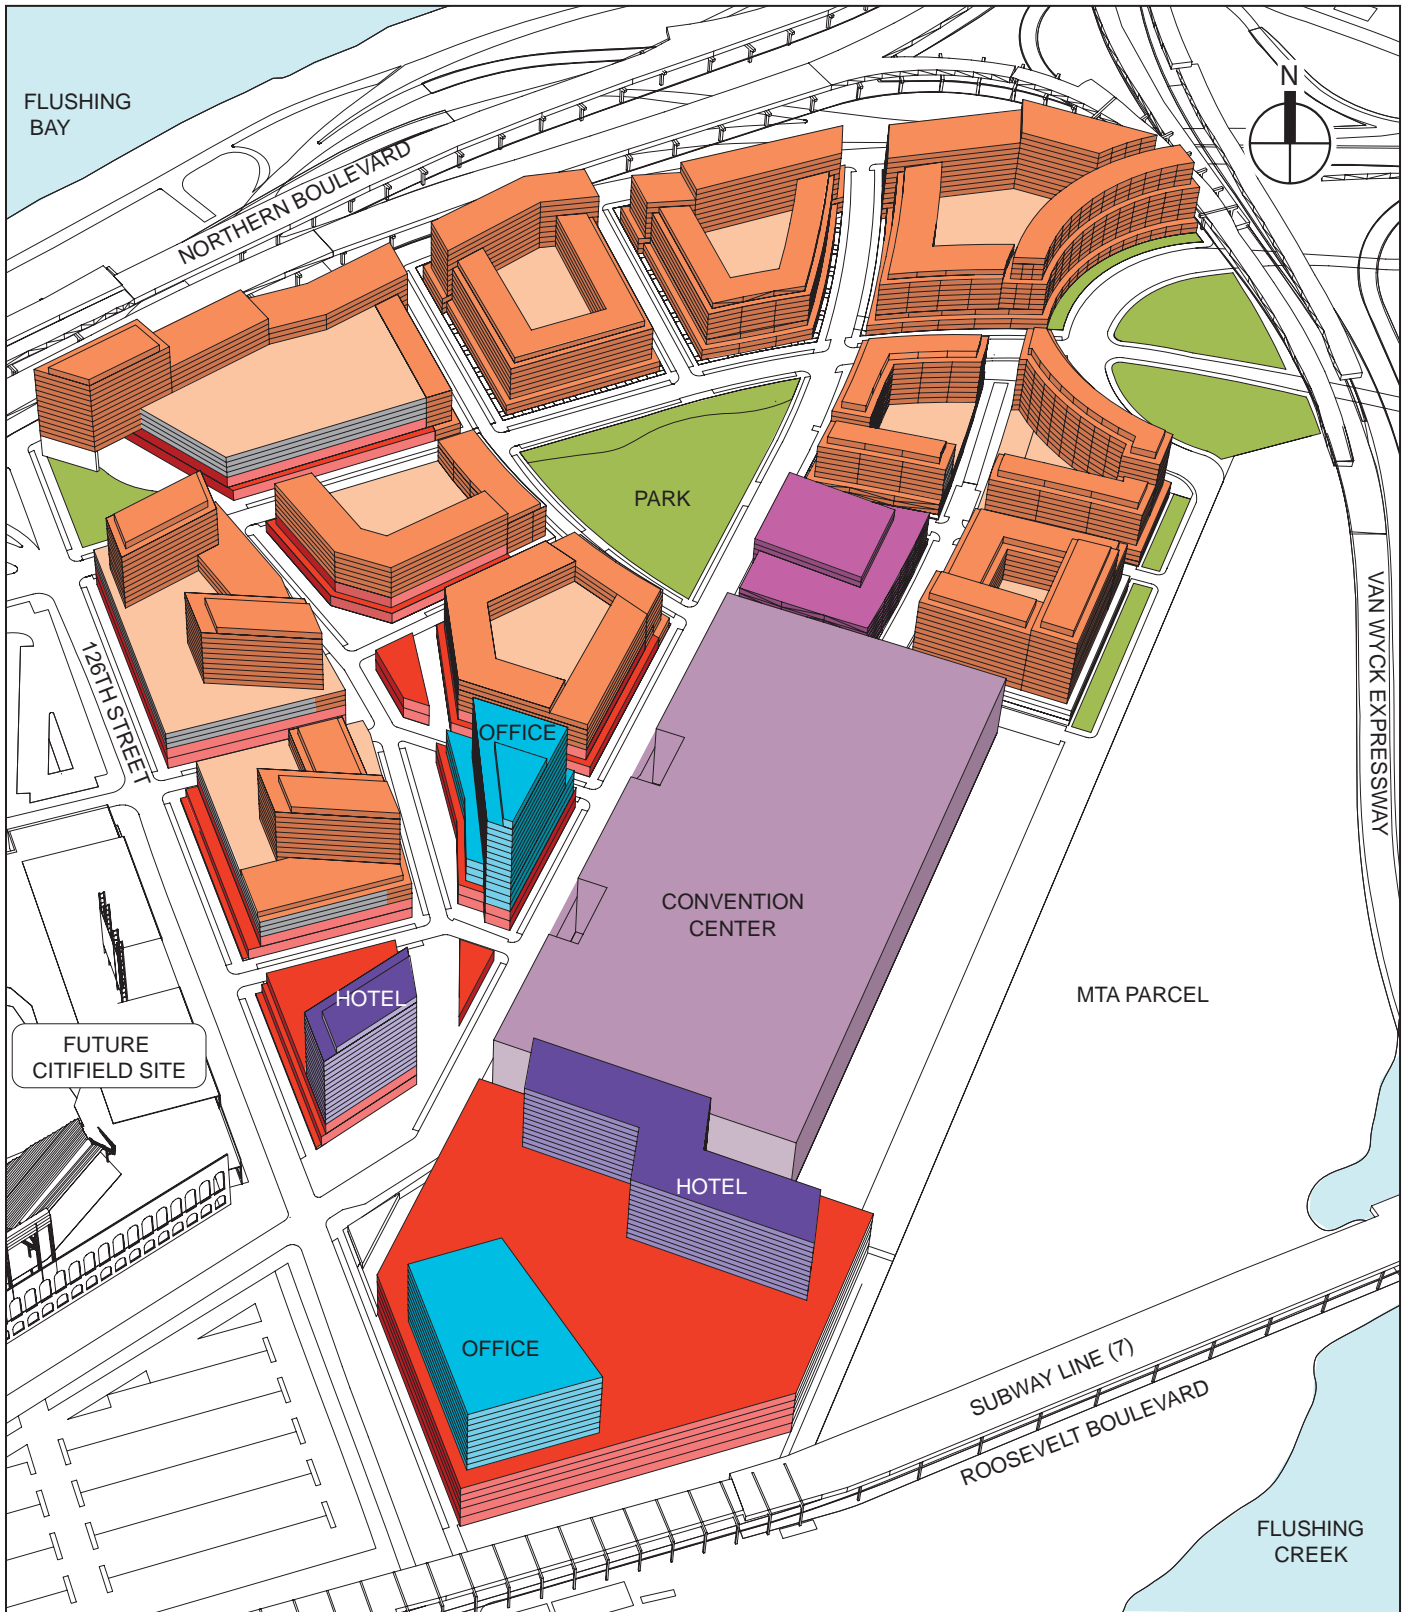 N
FLUSHING
BAY
NORTHERN BOULEVARD
PARK
126TH STREET
VAN WYCK EXPRESSWAY
OFFICE
CONVENTION
CENTER
HOTEL
MTA PARCEL
FUTURE
CITIFIELD SITE
HOTEL
OFFICE
SUBWAY LINE (7)
ROOSEVELT BOULEVARD
FLUSHING
CREEK